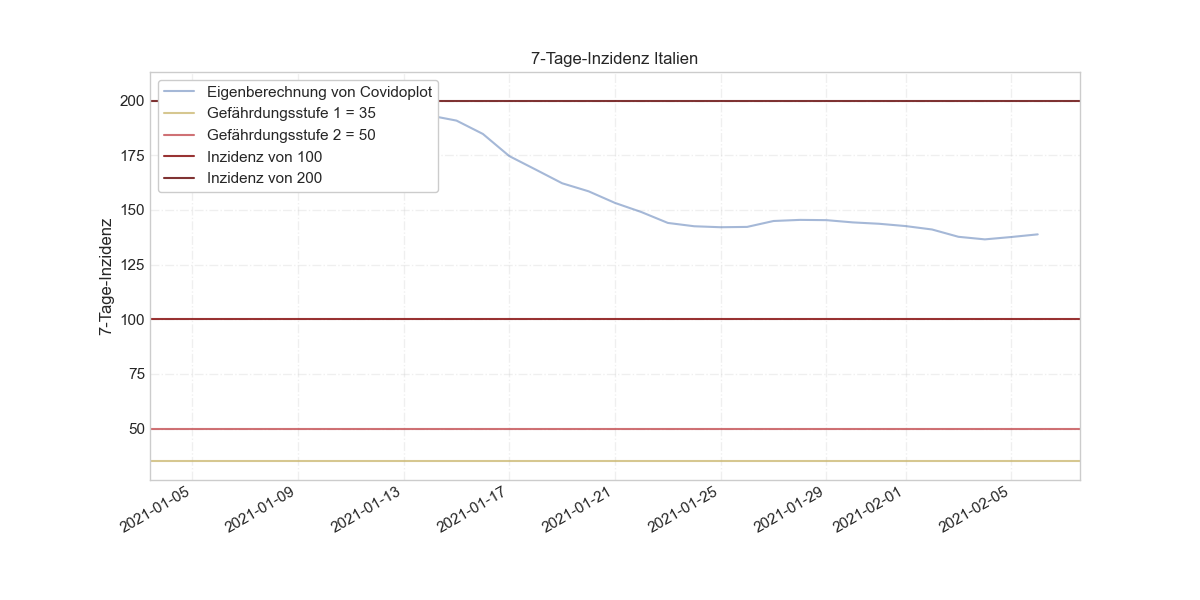 7-Tage-Inzidenz Italien
Eigenberechnung von Covidoplot
Gefährdungsstufe 1 = 35
Gefährdungsstufe 2 = 50
Inzidenz von 100
Inzidenz von 200
7-Tage-Inzidenz
200
175
150
125
100
75
50
2021-01-05
2021-01-09
2021-01-13
2021-01-17
2021-01-21
2021-01-25
2021-01-29
2021-02-01
2021-02-05